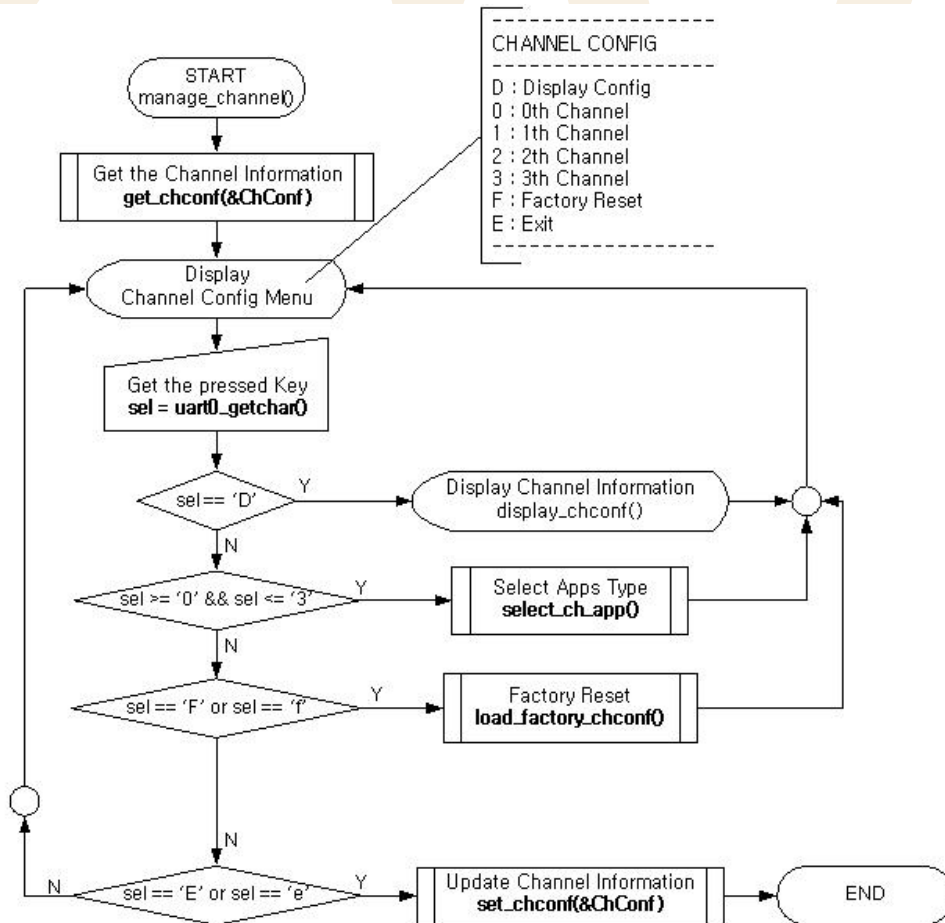 --------------------
CHANNEL CONFIG
--------------------
D : Display Config
0 : 0th Channel
1 : 1th Channel
2 : 2th Channel
3 : 3th Channel
F : Factory Reset
E : Exit
--------------------
START
manage_channel()
Get the Channel Information
get_chconf(&ChConf)
Display
Channel Config Menu
Get the pressed Key
sel = uart0_getchar()
sel == 'D'
Y
Display Channel Information
display_chconf()
N
sel >= '0' && sel <= '3'
Y
Select Apps Type
select_ch_app()
N
sel == 'F' or sel == 'f'
Y
Factory Reset
load_factory_chconf()
N
N
sel == 'E' or sel == 'e'
Y
Update Channel Information
set_chconf(&ChConf)
END